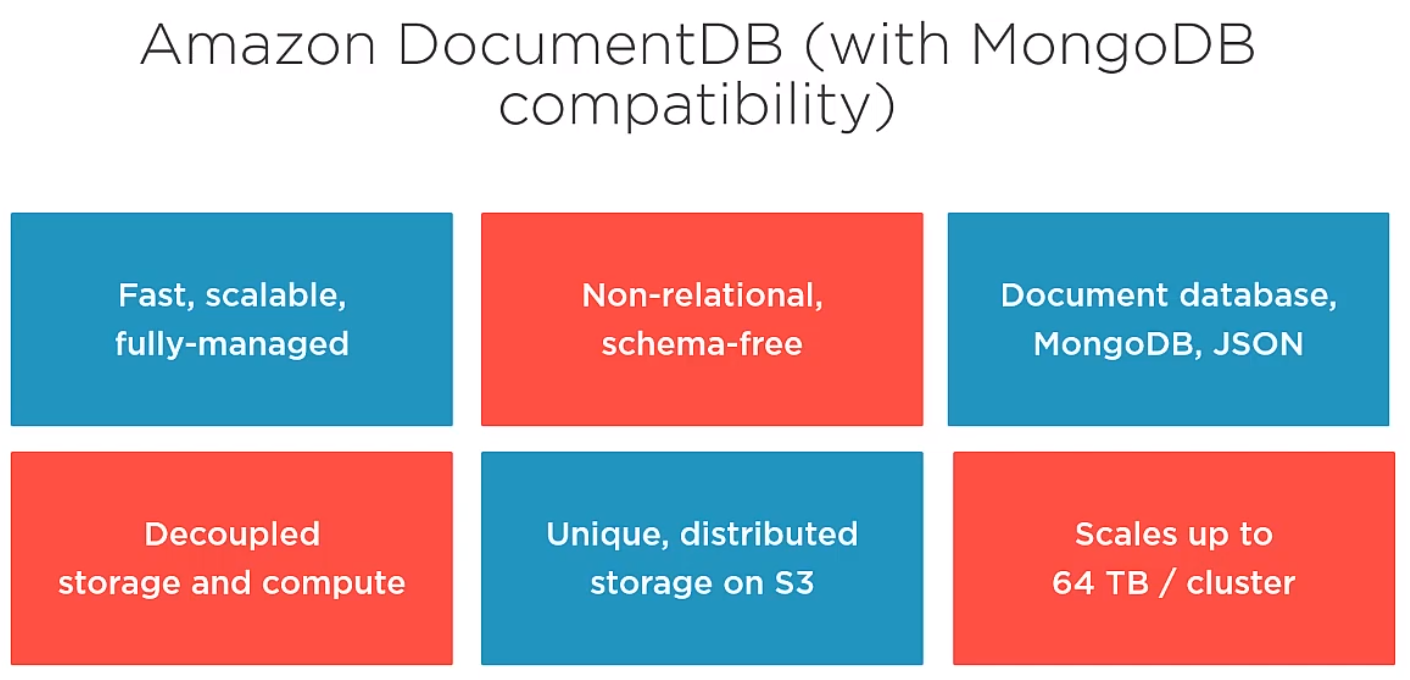 Amazon DocumentDB (with MongoDB
compatibility)
Fast, scalable,
fully-managed
Non-relational,
schema-free
Document database,
MongoDB, JSON
Decoupled
storage and compute
Unique, distributed
storage on S3
Scales up to
64 TB / cluster